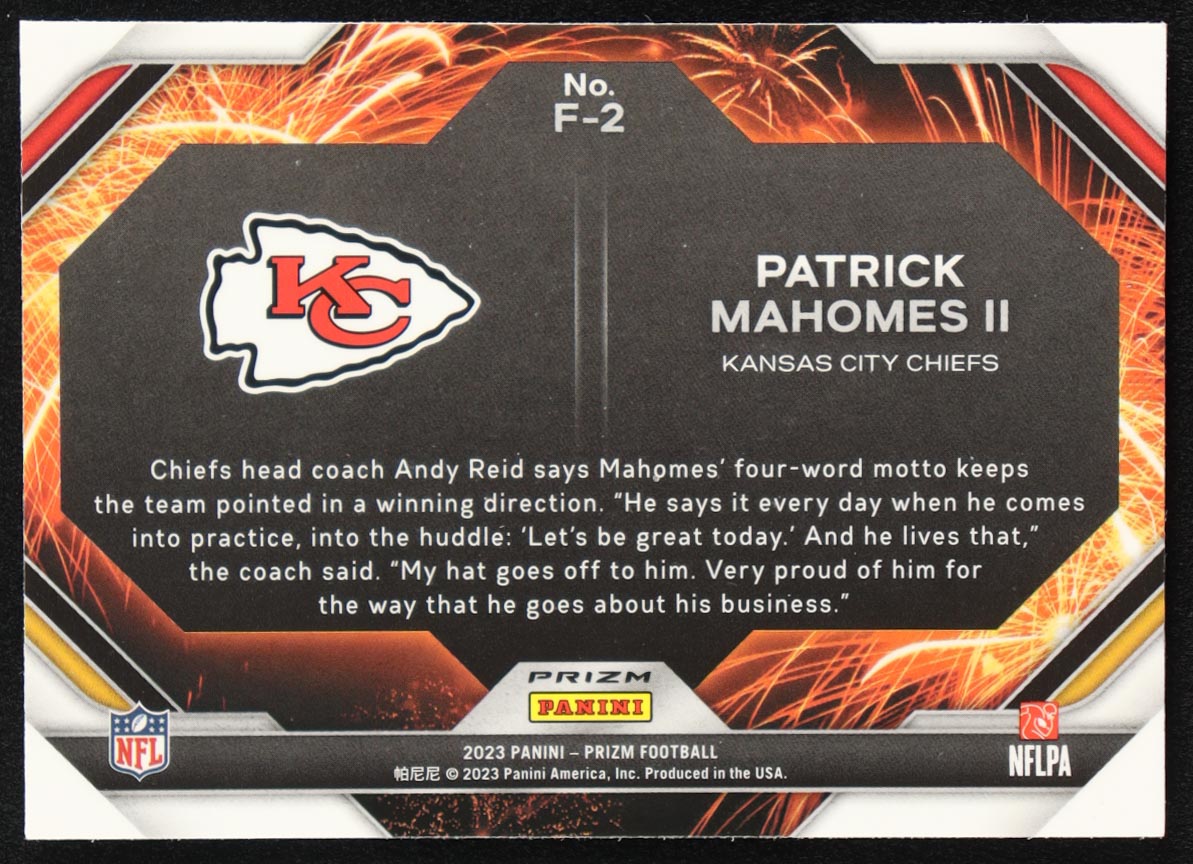 No.
F-2
KC
PATRICK
MAHOMES II
KANSAS CITY CHIEFS
Chiefs head coach Andy Reid says Mahomes’ four-word motto keeps
the team pointed in a winning direction. “He says it every day when he comes
into practice, into the huddle: ‘Let’s be great today.’ And he lives that,”
the coach said. “My hat goes off to him. Very proud of him for
the way that he goes about his business.”
PRIZM
PANINI
NFL
2023 PANINI – PRIZM FOOTBALL
帕尼尼 © 2023 Panini America, Inc. Produced in the USA.
NFLPA